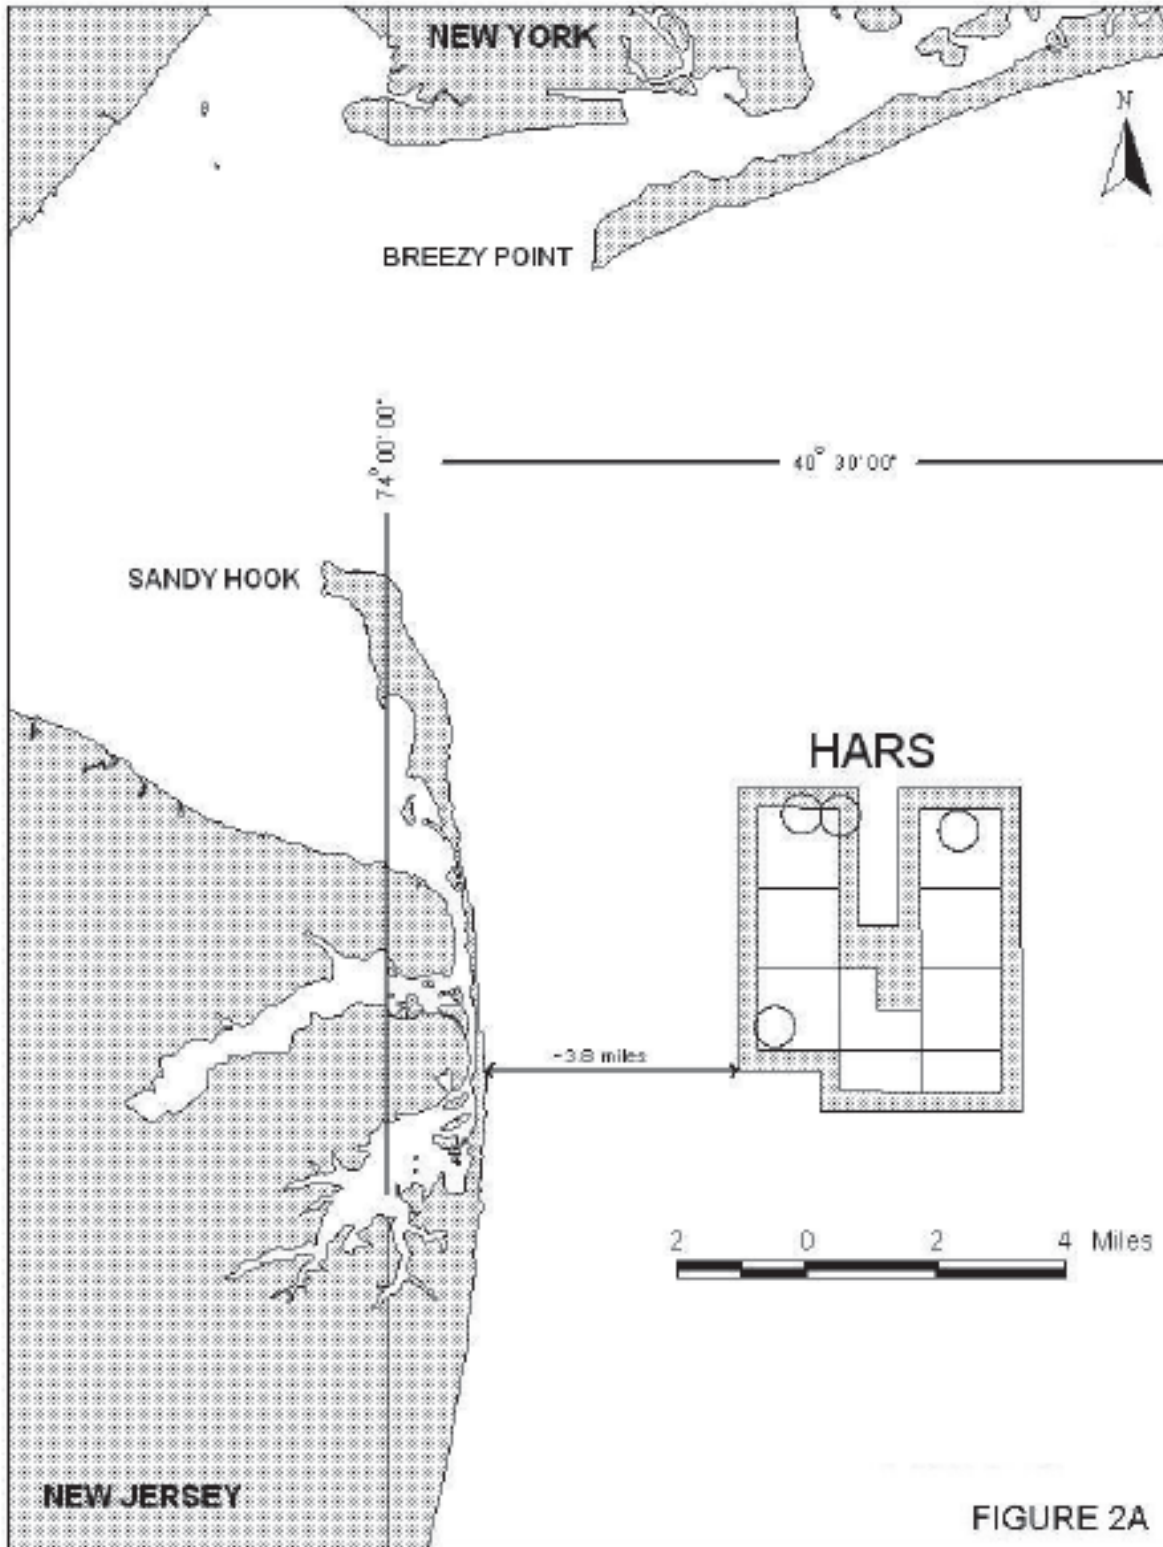 NEW YORK
N
BREEZY POINT
74° 00' 00"
40° 30' 00"
SANDY HOOK
HARS
~3.8 miles
2 0 2 4 Miles
NEW JERSEY
FIGURE 2A